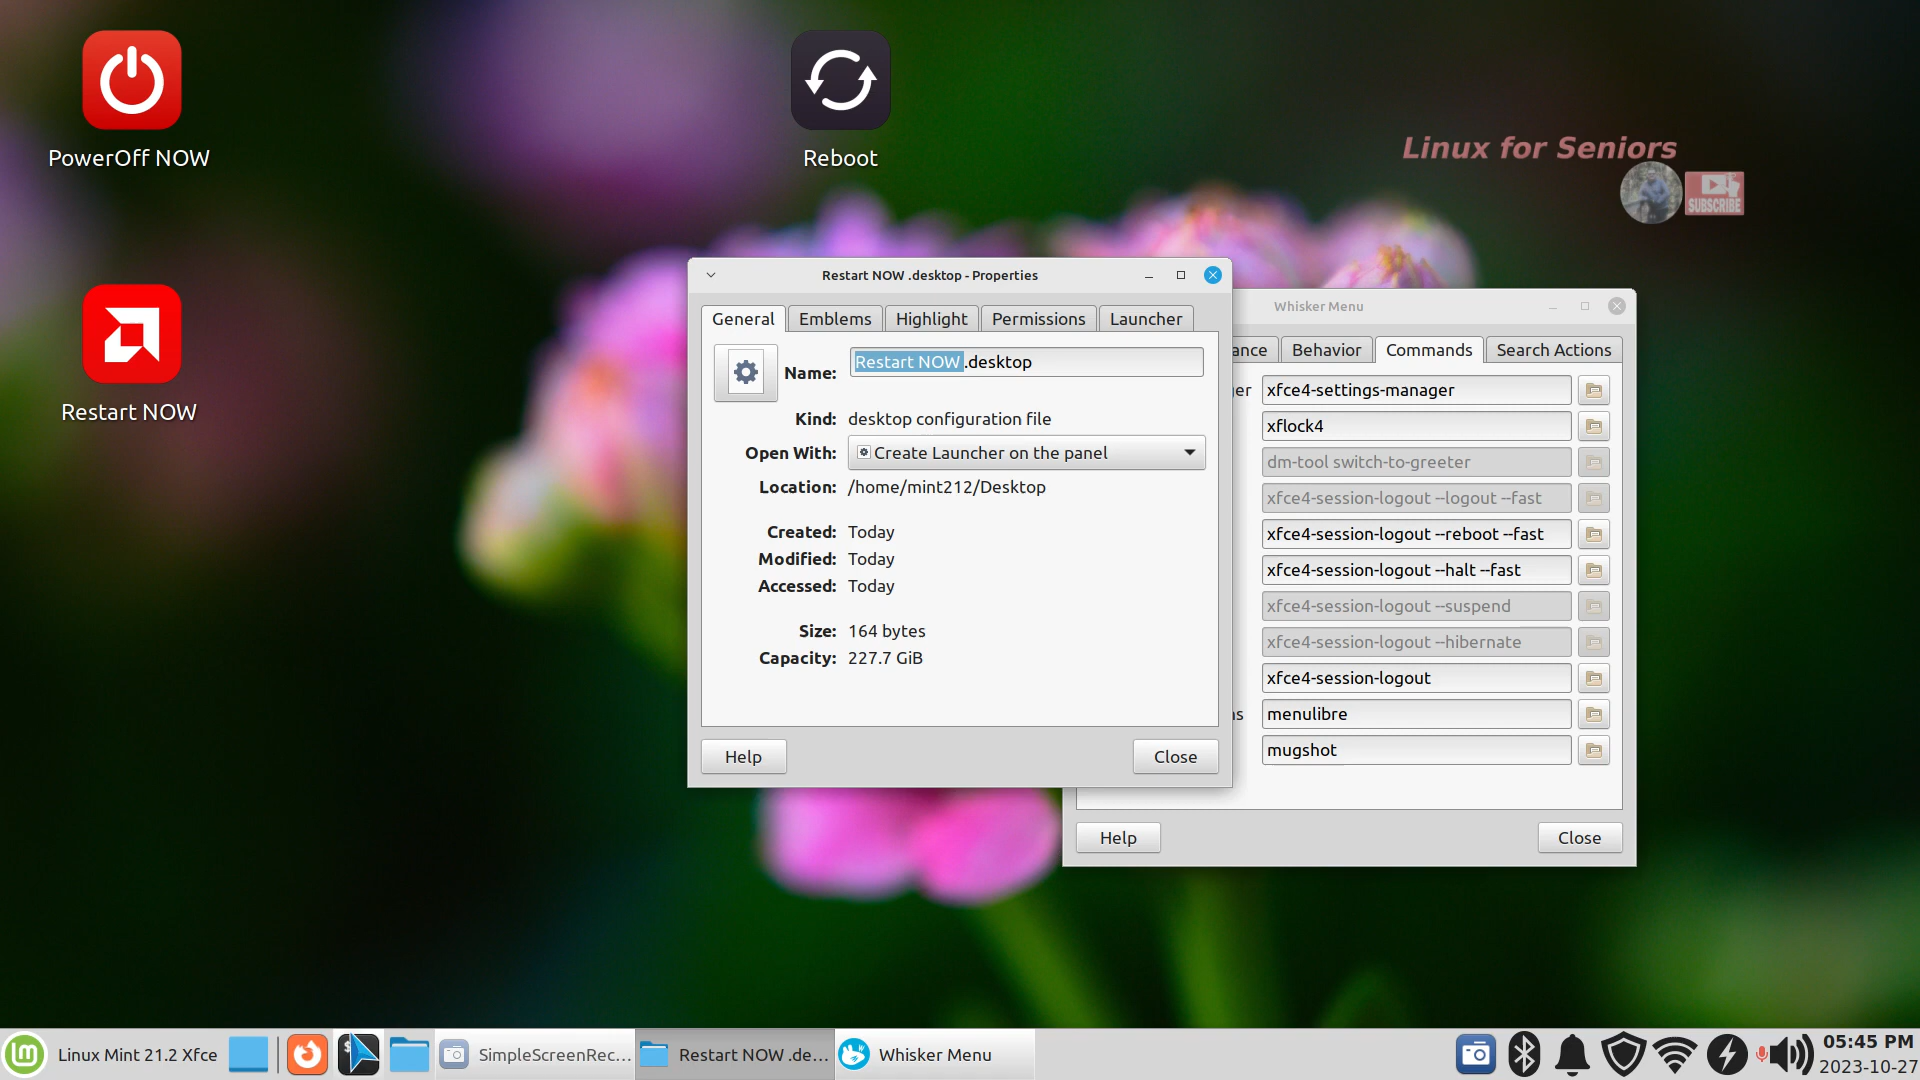 PowerOff NOW
Reboot
Restart NOW
Linux for Seniors
SUBSCRIBE
Restart NOW .desktop - Properties
General
Emblems
Highlight
Permissions
Launcher
Name: Restart NOW .desktop
Kind: desktop configuration file
Open With: Create Launcher on the panel
Location: /home/mint212/Desktop
Created: Today
Modified: Today
Accessed: Today
Size: 164 bytes
Capacity: 227.7 GiB
Help
Close
Whisker Menu
ance
Behavior
Commands
Search Actions
er xfce4-settings-manager
xflock4
dm-tool switch-to-greeter
xfce4-session-logout --logout --fast
xfce4-session-logout --reboot --fast
xfce4-session-logout --halt --fast
xfce4-session-logout --suspend
xfce4-session-logout --hibernate
xfce4-session-logout
s menulibre
mugshot
Help
Close
Linux Mint 21.2 Xfce
SimpleScreenRec...
Restart NOW .de...
Whisker Menu
05:45 PM
2023-10-27